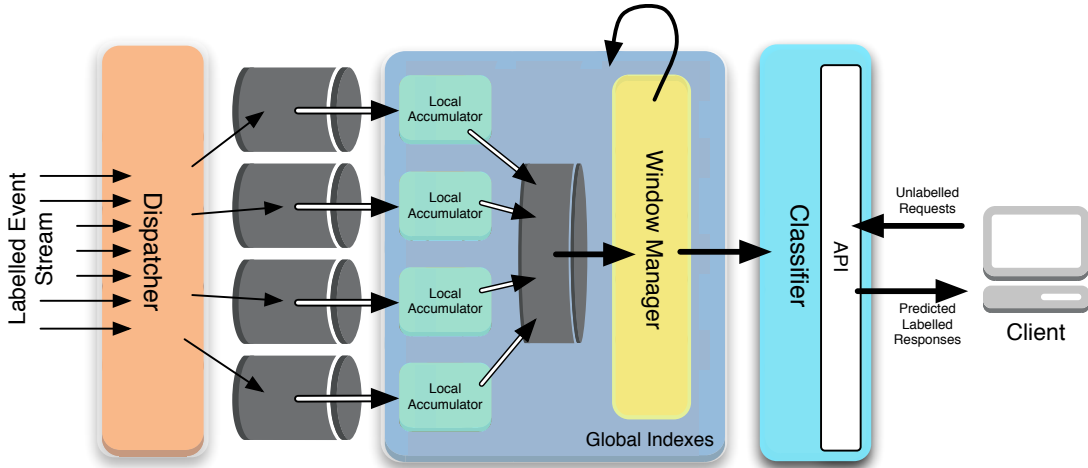 Labelled Event
Stream
Dispatcher
Local
Accumulator
Local
Accumulator
Local
Accumulator
Local
Accumulator
Window Manager
Global Indexes
Classifier
API
Unlabelled
Requests
Predicted
Labelled
Responses
Client